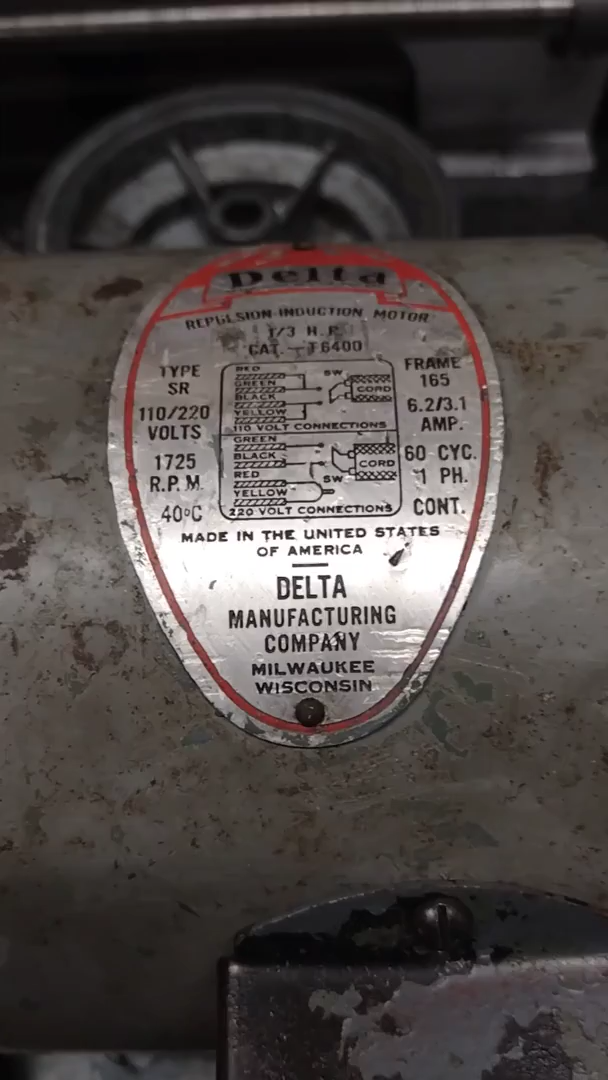 Delta
REPULSION-INDUCTION MOTOR
1/3 H.P.
CAT. T6400
TYPE
SR
110/220
VOLTS
1725
R.P.M.
40°C
RED
GREEN
BLACK
YELLOW
SW
CORD
110 VOLT CONNECTIONS
GREEN
BLACK
RED
YELLOW
CORD
SW
220 VOLT CONNECTIONS
FRAME
165
6.2/3.1
AMP.
60 CYC.
1 PH.
CONT.
MADE IN THE UNITED STATES
OF AMERICA
DELTA
MANUFACTURING
COMPANY
MILWAUKEE
WISCONSIN